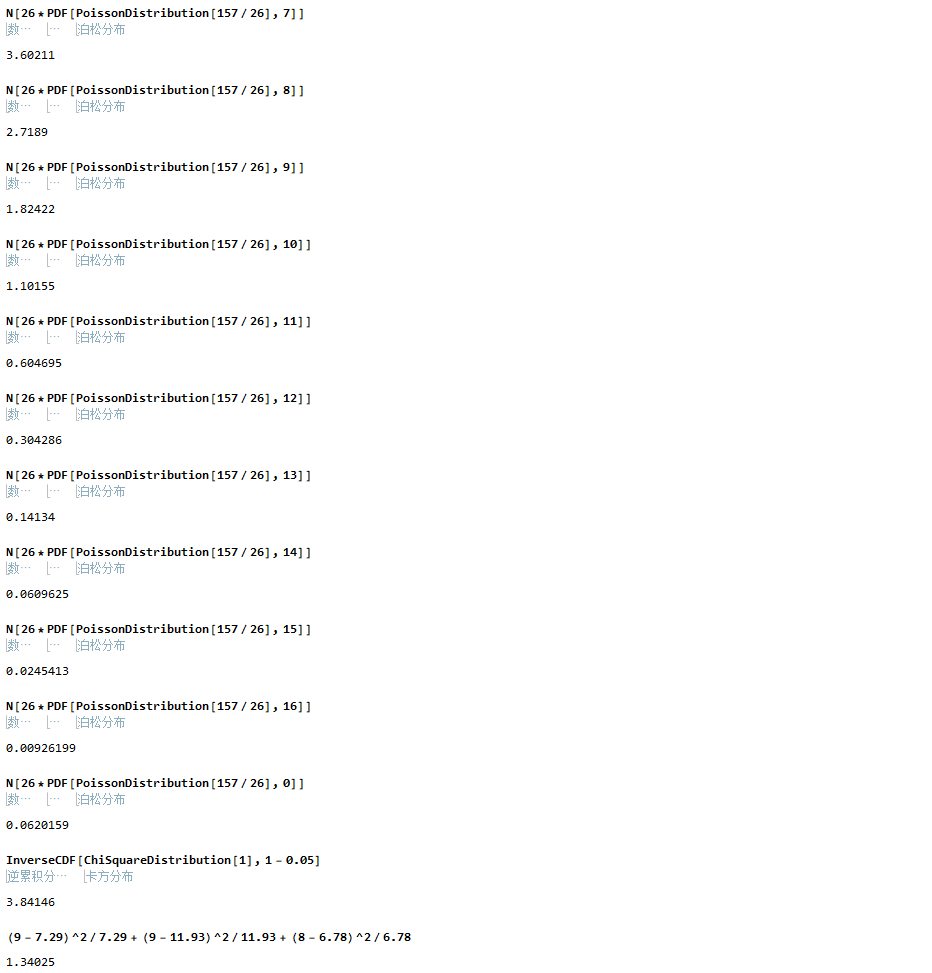 N[26 * PDF[PoissonDistribution[157 / 26], 7]]
数… … 泊松分布
3.60211
N[26 * PDF[PoissonDistribution[157 / 26], 8]]
数… … 泊松分布
2.7189
N[26 * PDF[PoissonDistribution[157 / 26], 9]]
数… … 泊松分布
1.82422
N[26 * PDF[PoissonDistribution[157 / 26], 10]]
数… … 泊松分布
1.10155
N[26 * PDF[PoissonDistribution[157 / 26], 11]]
数… … 泊松分布
0.604695
N[26 * PDF[PoissonDistribution[157 / 26], 12]]
数… … 泊松分布
0.304286
N[26 * PDF[PoissonDistribution[157 / 26], 13]]
数… … 泊松分布
0.14134
N[26 * PDF[PoissonDistribution[157 / 26], 14]]
数… … 泊松分布
0.0609625
N[26 * PDF[PoissonDistribution[157 / 26], 15]]
数… … 泊松分布
0.0245413
N[26 * PDF[PoissonDistribution[157 / 26], 16]]
数… … 泊松分布
0.00926199
N[26 * PDF[PoissonDistribution[157 / 26], 0]]
数… … 泊松分布
0.0620159
InverseCDF[ChiSquareDistribution[1], 1 - 0.05]
逆累积分… 卡方分布
3.84146
(9 - 7.29) ^ 2 / 7.29 + (9 - 11.93) ^ 2 / 11.93 + (8 - 6.78) ^ 2 / 6.78
1.34025